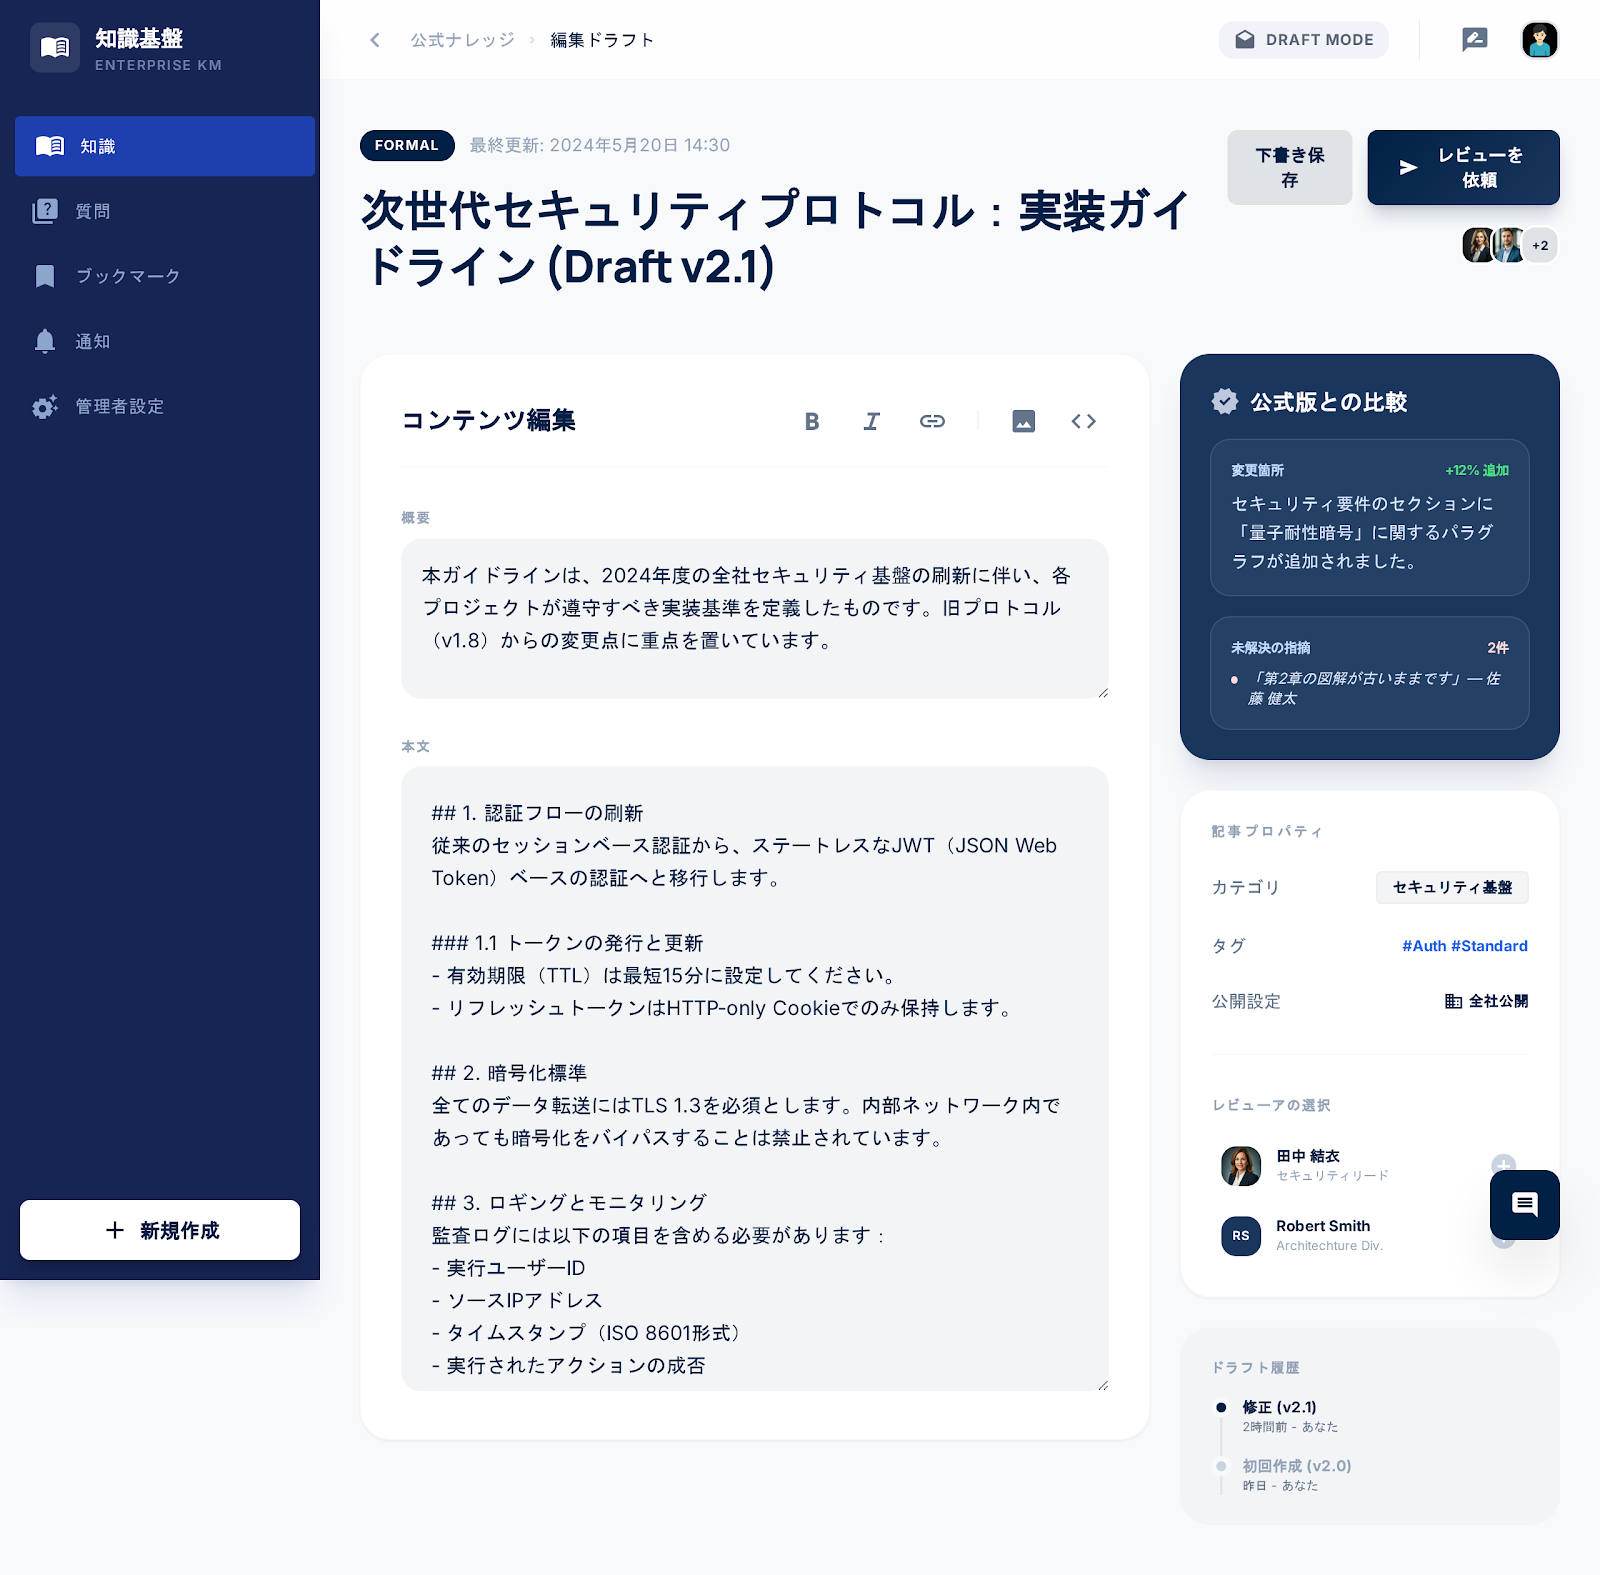 知識基盤
ENTERPRISE KM
知識
質問
ブックマーク
通知
管理者設定
新規作成
公式ナレッジ
編集ドラフト
DRAFT MODE
FORMAL
最終更新: 2024年5月20日 14:30
次世代セキュリティプロトコル：実装ガイ
ドライン (Draft v2.1)
下書き保
存
レビューを
依頼
+2
コンテンツ編集
概要
本ガイドラインは、2024年度の全社セキュリティ基盤の刷新に伴い、各
プロジェクトが遵守すべき実装基準を定義したものです。旧プロトコル
（v1.8）からの変更点に重点を置いています。
本文
## 1. 認証フローの刷新
従来のセッションベース認証から、ステートレスなJWT（JSON Web
Token）ベースの認証へと移行します。
### 1.1 トークンの発行と更新
- 有効期限（TTL）は最短15分に設定してください。
- リフレッシュトークンはHTTP-only Cookieでのみ保持します。
## 2. 暗号化標準
全てのデータ転送にはTLS 1.3を必須とします。内部ネットワーク内で
あっても暗号化をバイパスすることは禁止されています。
## 3. ロギングとモニタリング
監査ログには以下の項目を含める必要があります：
- 実行ユーザーID
- ソースIPアドレス
- タイムスタンプ（ISO 8601形式）
- 実行されたアクションの成否
公式版との比較
変更箇所
+12% 追加
セキュリティ要件のセクションに
「量子耐性暗号」に関するパラグ
ラフが追加されました。
未解決の指摘
2件
「第2章の図解が古いままです」— 佐
藤 健太
記事プロパティ
カテゴリ
セキュリティ基盤
タグ
#Auth #Standard
公開設定
全社公開
レビューアの選択
田中 結衣
セキュリティリード
RS
Robert Smith
Architechture Div.
ドラフト履歴
修正 (v2.1)
2時間前 - あなた
初回作成 (v2.0)
昨日 - あなた